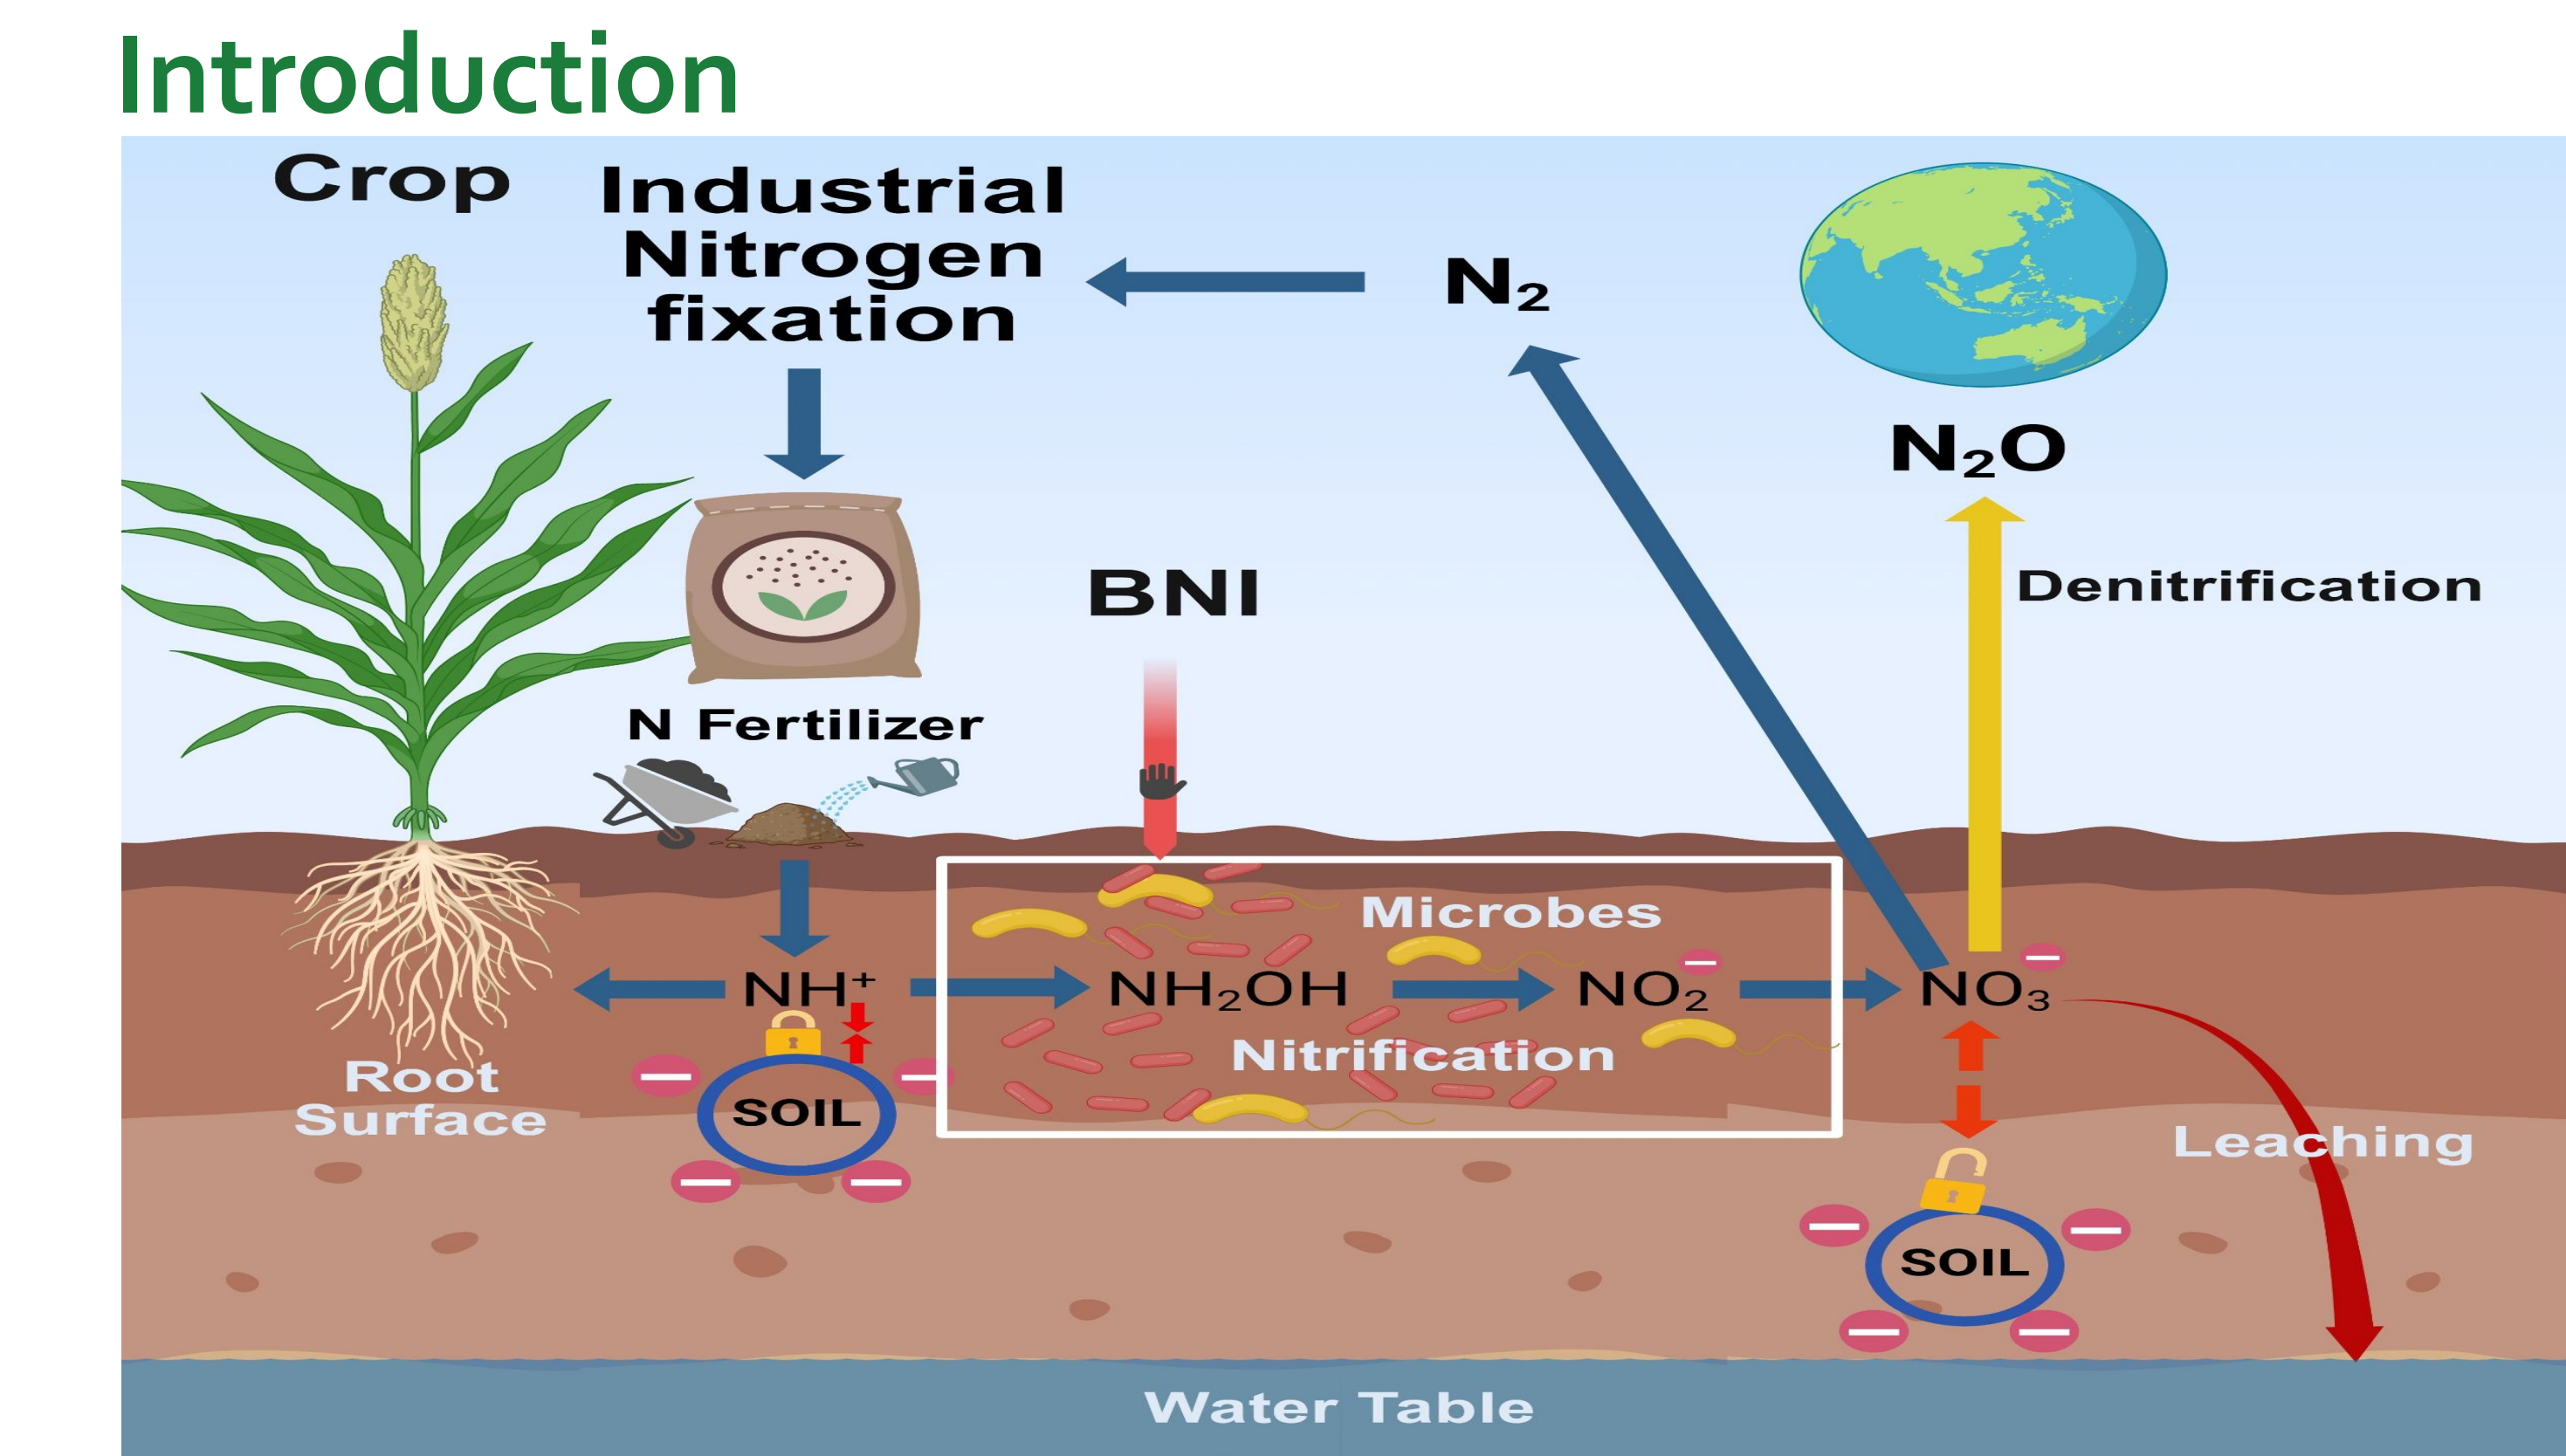 Introduction
Crop
Industrial
Nitrogen
fixation
N₂
N₂O
BNI
Denitrification
N Fertilizer
Microbes
NH⁺
NH₂OH
NO₂⁻
NO₃⁻
Nitrification
Root
Surface
SOIL
Leaching
SOIL
Water Table